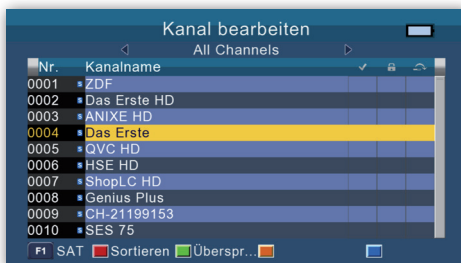 Kanal bearbeiten
All Channels
Nr. Kanalname
0001 S ZDF
0002 S Das Erste HD
0003 S ANIXE HD
0004 S Das Erste
0005 S QVC HD
0006 S HSE HD
0007 S ShopLC HD
0008 S Genius Plus
0009 S CH-21199153
0010 S SES 75
F1 SAT Sortieren Überspr...